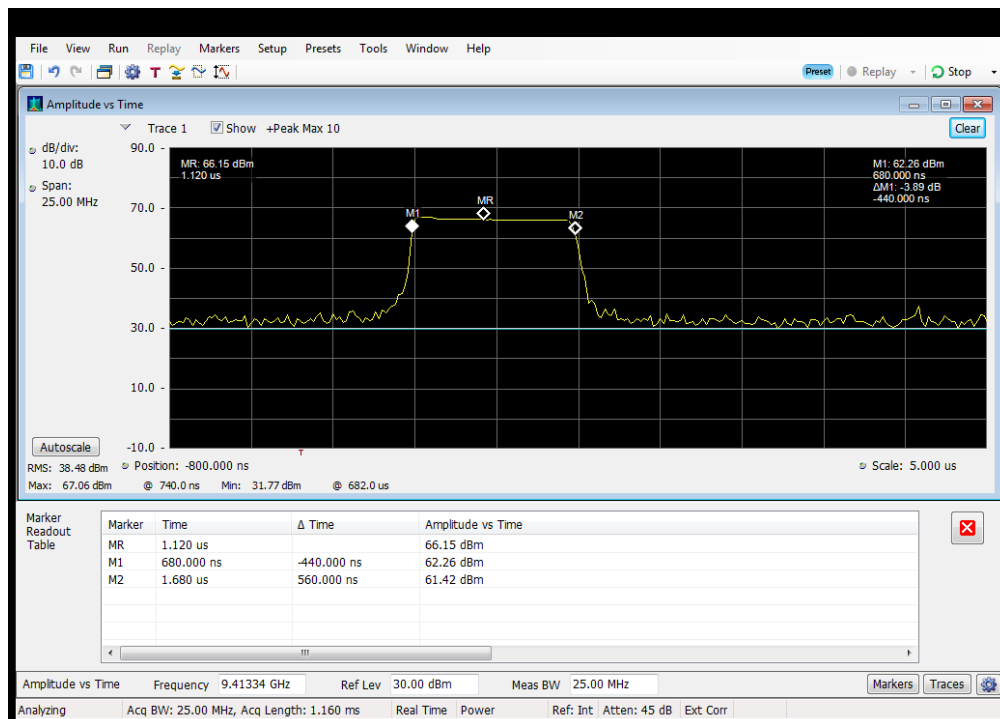 File View Run Replay Markers Setup Presets Tools Window Help
T Preset Replay Stop
Amplitude vs Time
Trace 1 Show +Peak Max 10 Clear
dB/div:
10.0 dB
Span:
25.00 MHz
90.0 -
MR: 66.15 dBm
1.120 us
M1: 62.26 dBm
680.000 ns
ΔM1: -3.89 dB
-440.000 ns
70.0 -
M1 MR M2
50.0 -
30.0 -
10.0 -
-10.0 -
Autoscale
T
RMS: 38.48 dBm Position: -800.000 ns Scale: 5.000 us
Max: 67.06 dBm @ 740.0 ns Min: 31.77 dBm @ 682.0 us
Marker
Readout
Table
Marker Time Δ Time Amplitude vs Time
MR 1.120 us 66.15 dBm
M1 680.000 ns -440.000 ns 62.26 dBm
M2 1.680 us 560.000 ns 61.42 dBm
Amplitude vs Time Frequency 9.41334 GHz Ref Lev 30.00 dBm Meas BW 25.00 MHz Markers Traces
Analyzing Acq BW: 25.00 MHz, Acq Length: 1.160 ms Real Time Power Ref: Int Atten: 45 dB Ext Corr